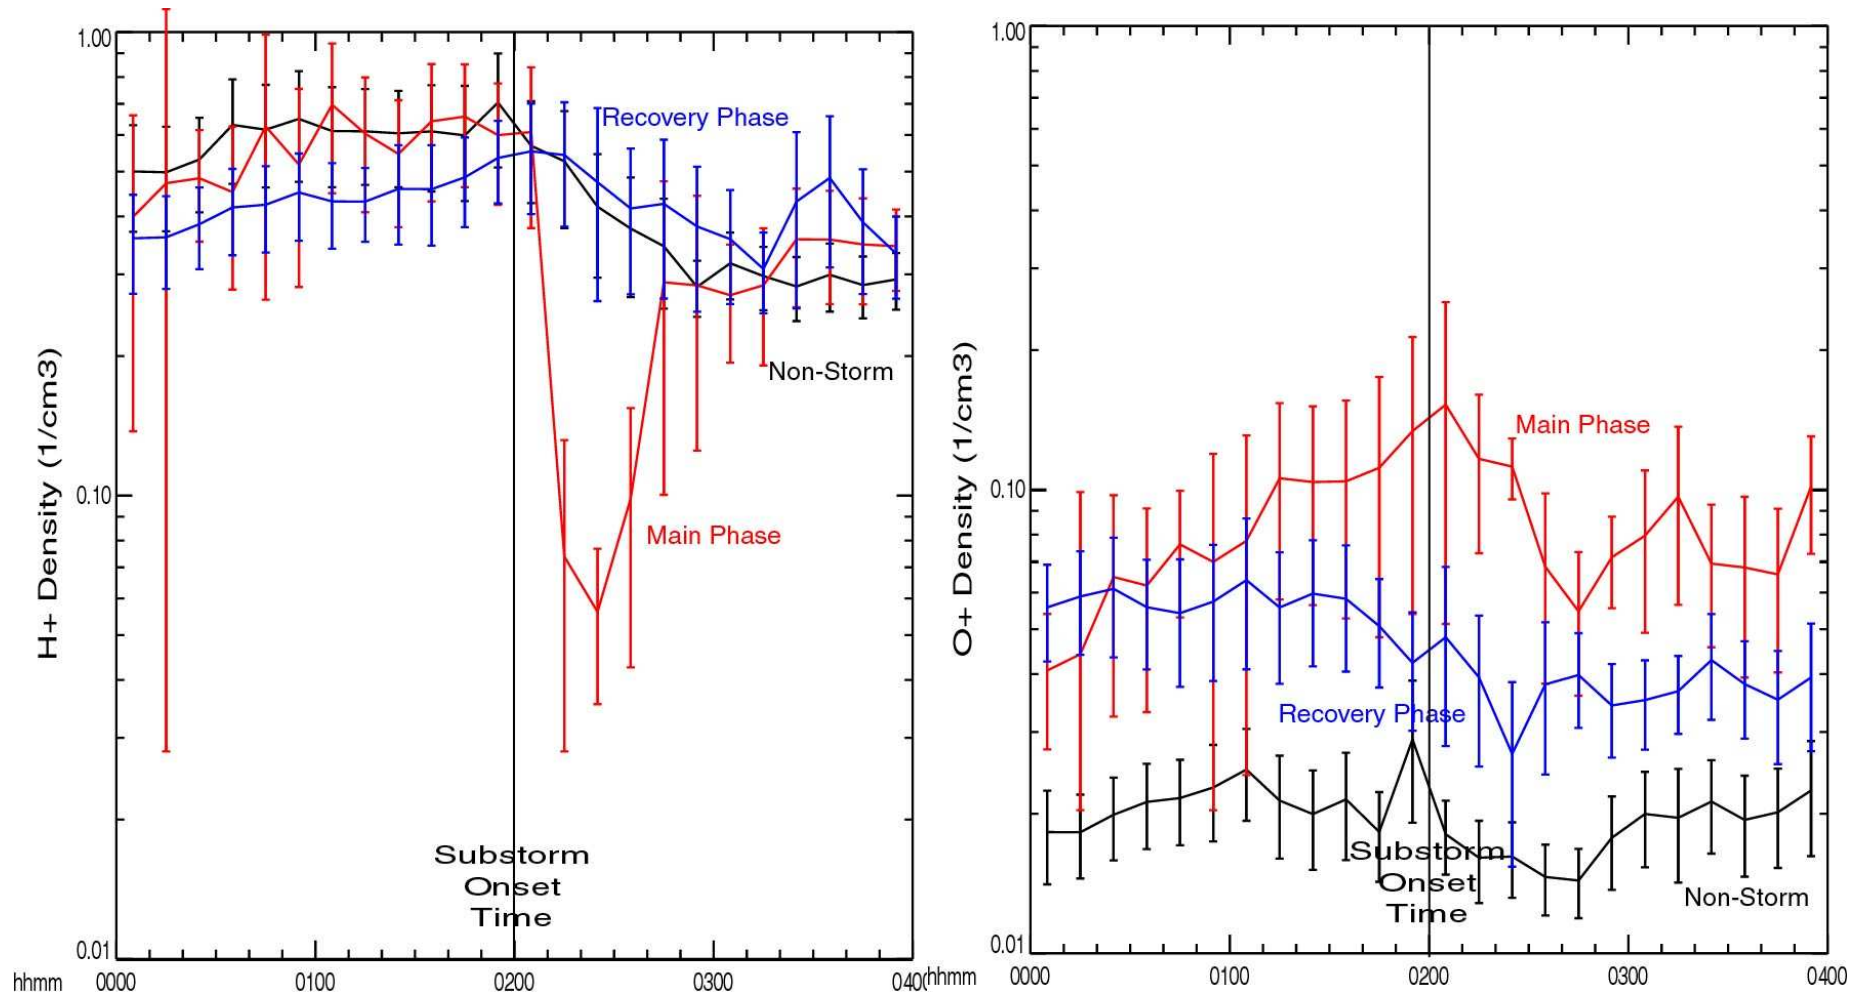 1.00
Recovery Phase
Non-Storm
H+ Density (1/cm3)
0.10
Main Phase
Substorm
Onset
Time
0.01
hhmm 0000 0100 0200 0300 040
1.00
Main Phase
O+ Density (1/cm3)
0.10
Recovery Phase
Substorm
Onset
Time
Non-Storm
0.01
hhmm 0000 0100 0200 0300 0400